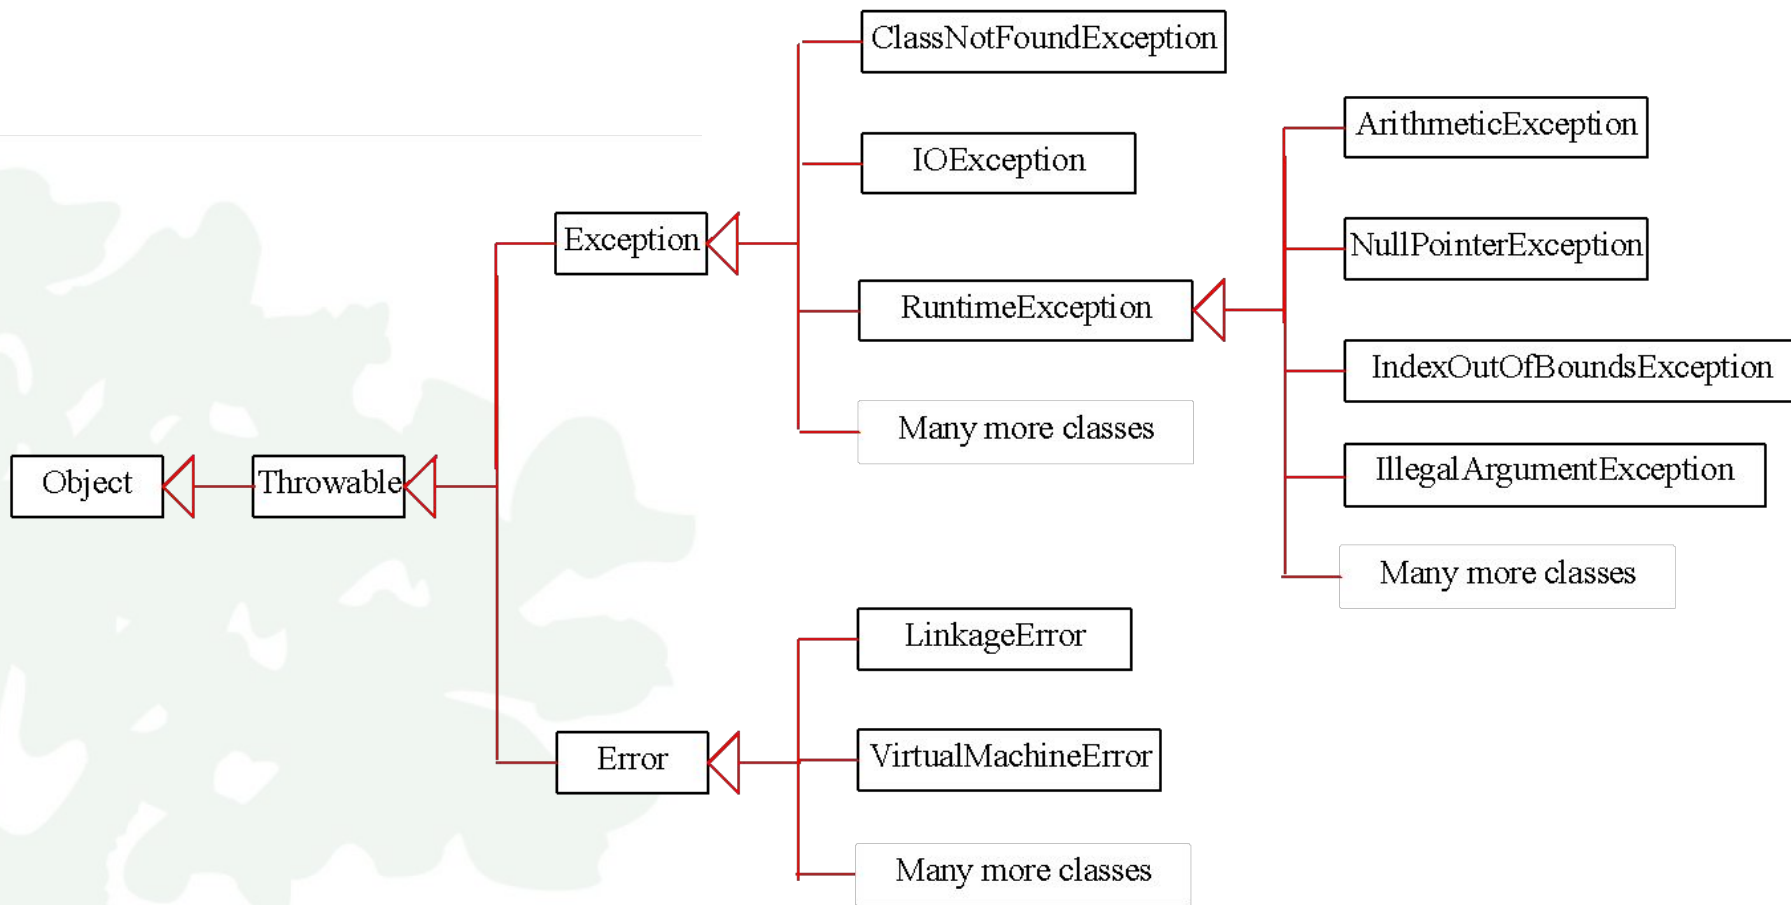 ClassNotFoundException
ArithmeticException
IOException
Exception
NullPointerException
RuntimeException
IndexOutOfBoundsException
Many more classes
Object
Throwable
IllegalArgumentException
Many more classes
LinkageError
Error
VirtualMachineError
Many more classes